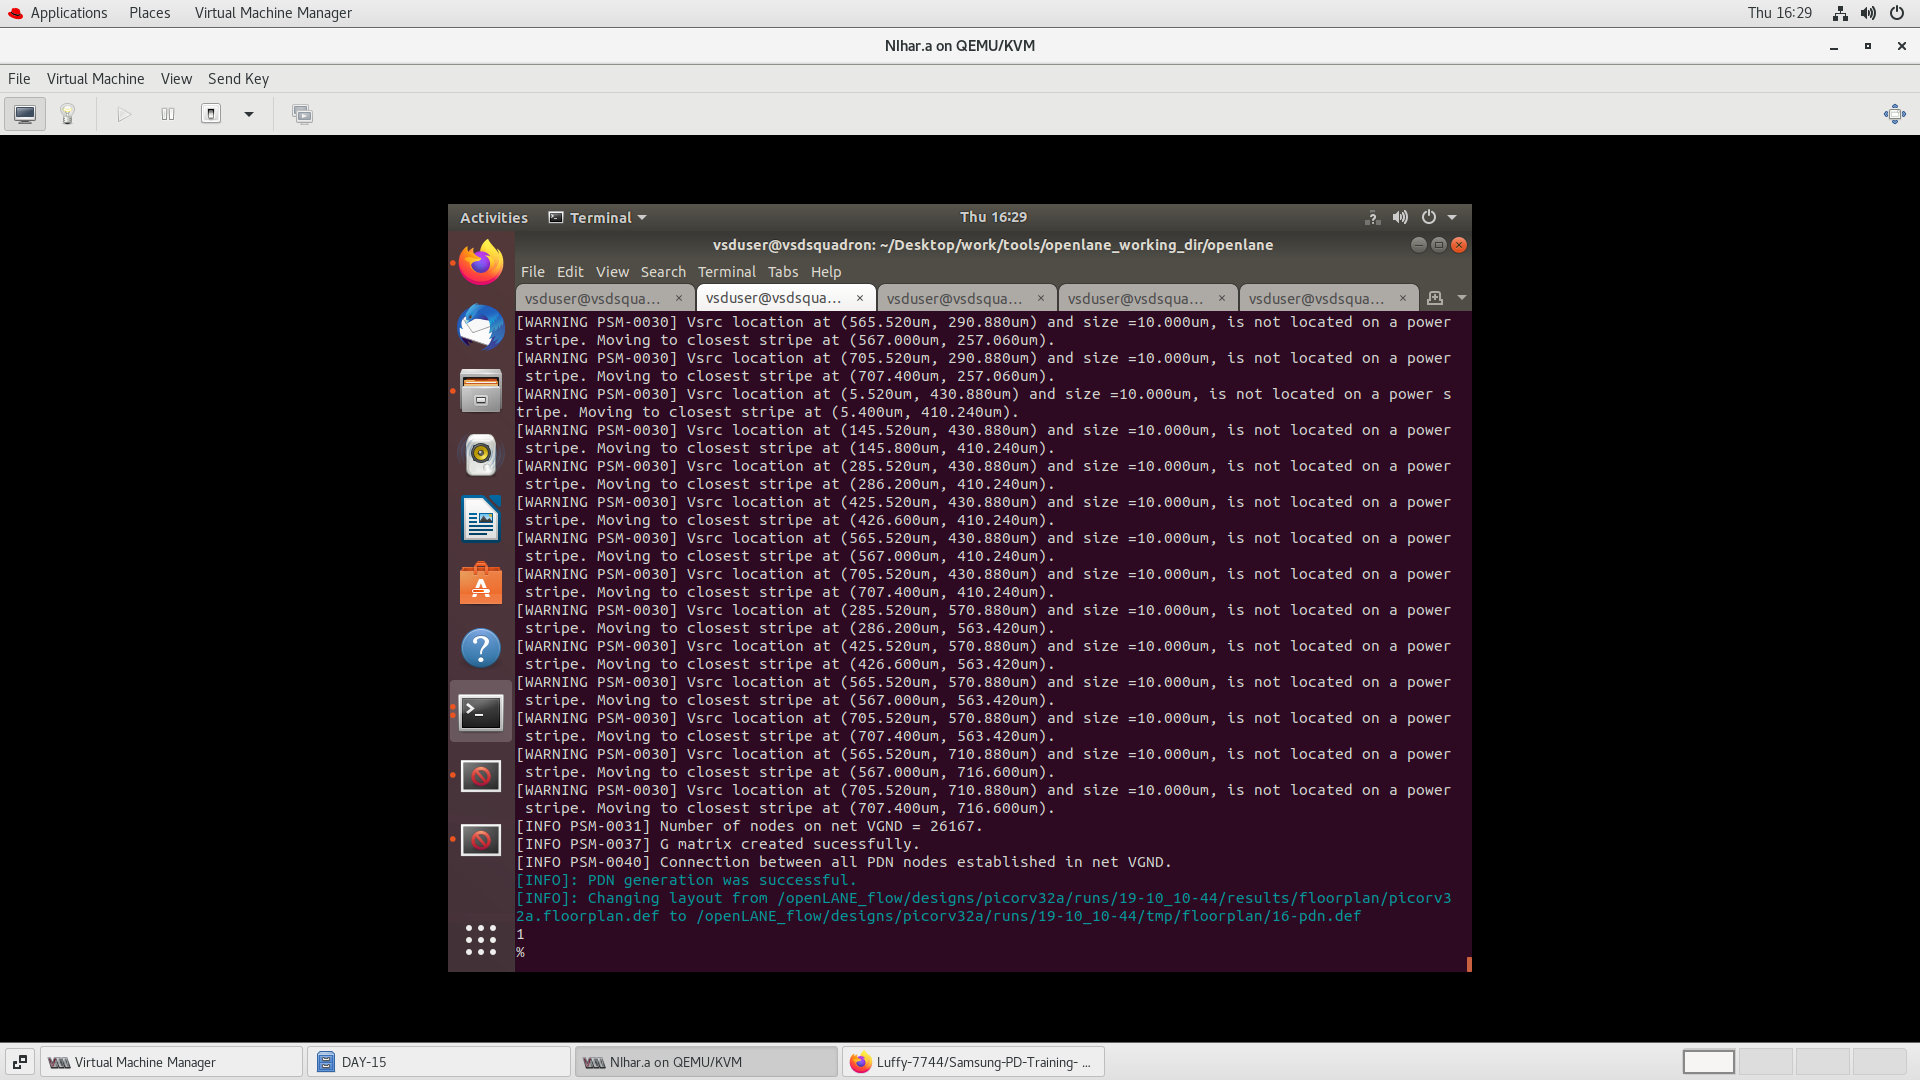 Applications Places Virtual Machine Manager Thu 16:29
NIhar.a on QEMU/KVM
File Virtual Machine View Send Key
Activities Terminal Thu 16:29
vsduser@vsdsquadron: ~/Desktop/work/tools/openlane_working_dir/openlane
File Edit View Search Terminal Tabs Help
vsduser@vsdsqua... × vsduser@vsdsqua... × vsduser@vsdsqua... × vsduser@vsdsqua... × vsduser@vsdsqua... ×
[WARNING PSM-0030] Vsrc location at (565.520um, 290.880um) and size =10.000um, is not located on a power
stripe. Moving to closest stripe at (567.000um, 257.060um).
[WARNING PSM-0030] Vsrc location at (705.520um, 290.880um) and size =10.000um, is not located on a power
stripe. Moving to closest stripe at (707.400um, 257.060um).
[WARNING PSM-0030] Vsrc location at (5.520um, 430.880um) and size =10.000um, is not located on a power s
tripe. Moving to closest stripe at (5.400um, 410.240um).
[WARNING PSM-0030] Vsrc location at (145.520um, 430.880um) and size =10.000um, is not located on a power
stripe. Moving to closest stripe at (145.800um, 410.240um).
[WARNING PSM-0030] Vsrc location at (285.520um, 430.880um) and size =10.000um, is not located on a power
stripe. Moving to closest stripe at (286.200um, 410.240um).
[WARNING PSM-0030] Vsrc location at (425.520um, 430.880um) and size =10.000um, is not located on a power
stripe. Moving to closest stripe at (426.600um, 410.240um).
[WARNING PSM-0030] Vsrc location at (565.520um, 430.880um) and size =10.000um, is not located on a power
stripe. Moving to closest stripe at (567.000um, 410.240um).
[WARNING PSM-0030] Vsrc location at (705.520um, 430.880um) and size =10.000um, is not located on a power
stripe. Moving to closest stripe at (707.400um, 410.240um).
[WARNING PSM-0030] Vsrc location at (285.520um, 570.880um) and size =10.000um, is not located on a power
stripe. Moving to closest stripe at (286.200um, 563.420um).
[WARNING PSM-0030] Vsrc location at (425.520um, 570.880um) and size =10.000um, is not located on a power
stripe. Moving to closest stripe at (426.600um, 563.420um).
[WARNING PSM-0030] Vsrc location at (565.520um, 570.880um) and size =10.000um, is not located on a power
stripe. Moving to closest stripe at (567.000um, 563.420um).
[WARNING PSM-0030] Vsrc location at (705.520um, 570.880um) and size =10.000um, is not located on a power
stripe. Moving to closest stripe at (707.400um, 563.420um).
[WARNING PSM-0030] Vsrc location at (565.520um, 710.880um) and size =10.000um, is not located on a power
stripe. Moving to closest stripe at (567.000um, 716.600um).
[WARNING PSM-0030] Vsrc location at (705.520um, 710.880um) and size =10.000um, is not located on a power
stripe. Moving to closest stripe at (707.400um, 716.600um).
[INFO PSM-0031] Number of nodes on net VGND = 26167.
[INFO PSM-0037] G matrix created sucessfully.
[INFO PSM-0040] Connection between all PDN nodes established in net VGND.
[INFO]: PDN generation was successful.
[INFO]: Changing layout from /openLANE_flow/designs/picorv32a/runs/19-10_10-44/results/floorplan/picorv3
2a.floorplan.def to /openLANE_flow/designs/picorv32a/runs/19-10_10-44/tmp/floorplan/16-pdn.def
1
%
Virtual Machine Manager DAY-15 NIhar.a on QEMU/KVM Luffy-7744/Samsung-PD-Training- ...